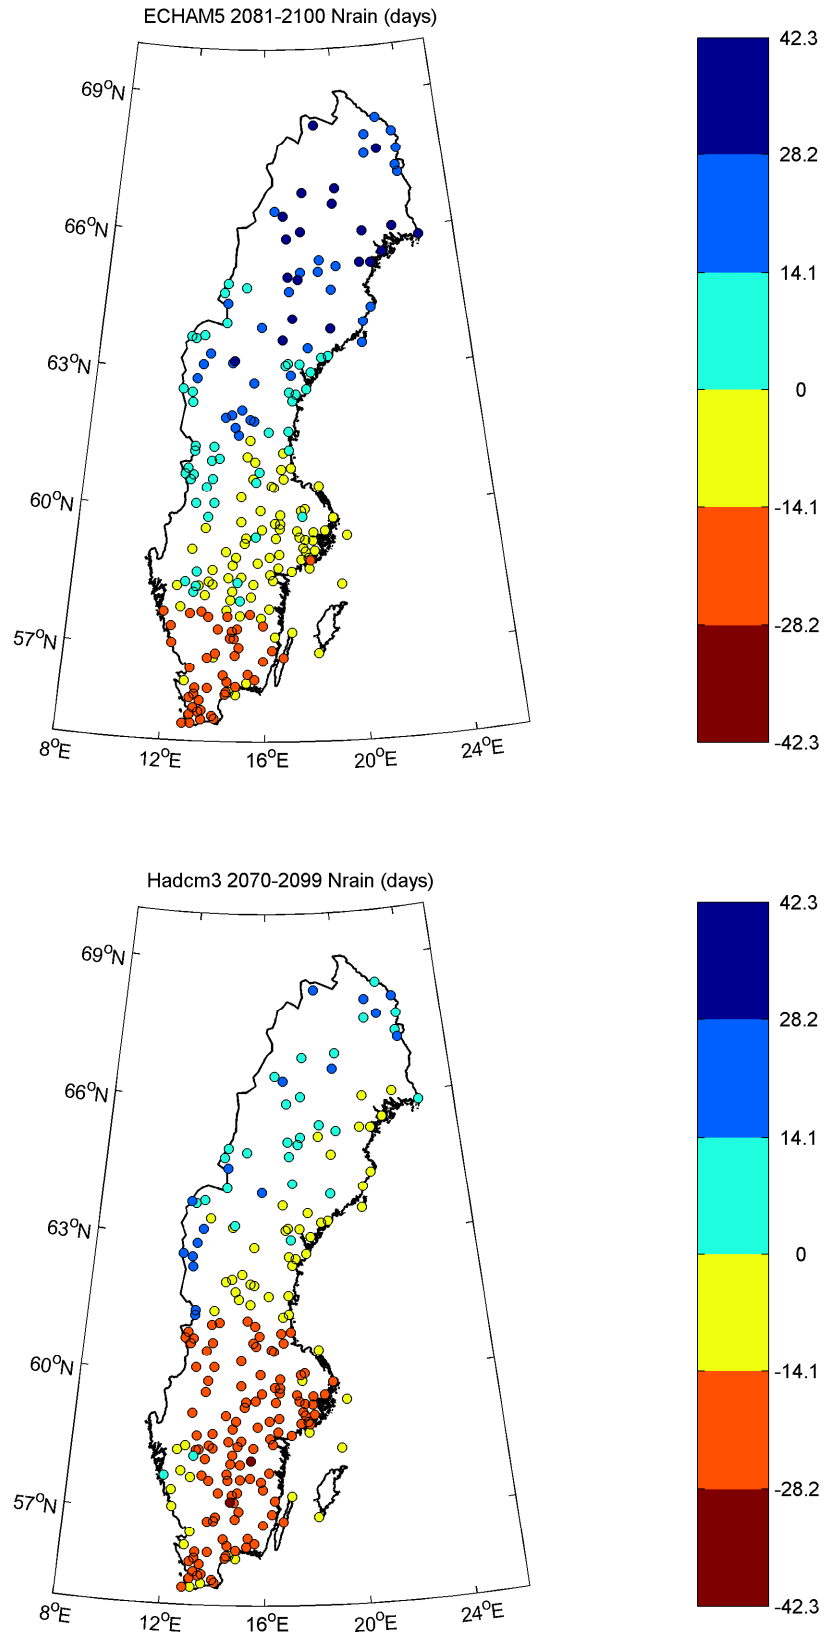 ECHAM5 2081-2100 Nrain (days)
42.3
69°N
28.2
66°N
14.1
63°N
0
60°N
-14.1
57°N
-28.2
8°E
12°E
16°E
20°E
24°E
-42.3
Hadcm3 2070-2099 Nrain (days)
42.3
69°N
28.2
66°N
14.1
63°N
0
60°N
-14.1
57°N
-28.2
8°E
12°E
16°E
20°E
24°E
-42.3